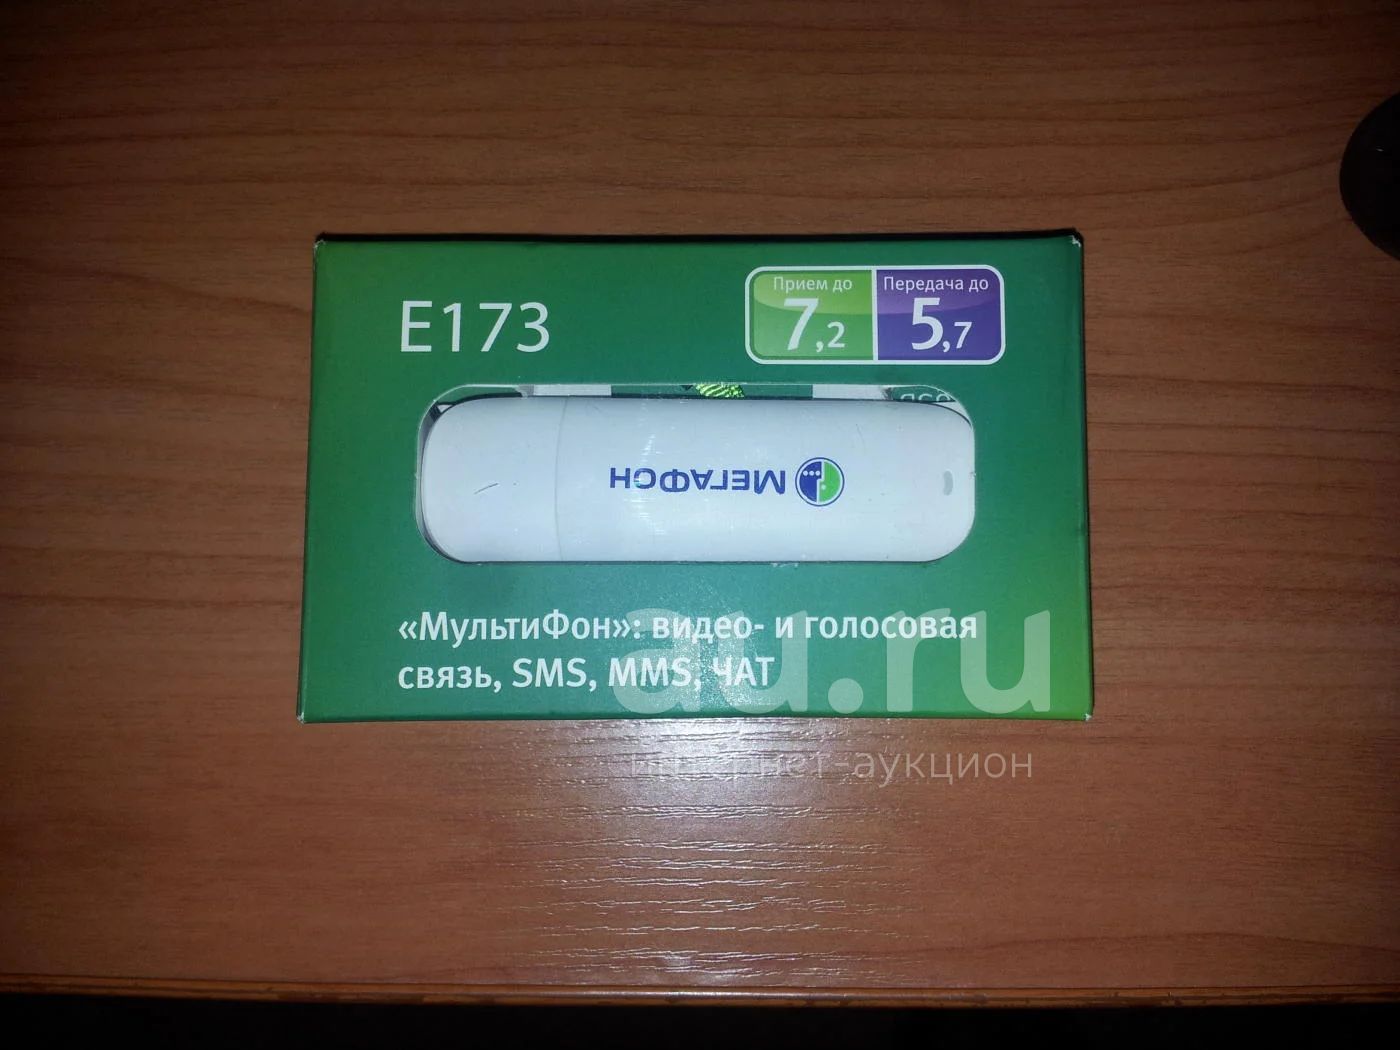 E173
Прием до
7,2
Передача до
5,7
МЕГАФОН
«МультиФон»: видео- и голосовая
связь, SMS, MMS, ЧАТ
au.ru
интернет-аукцион